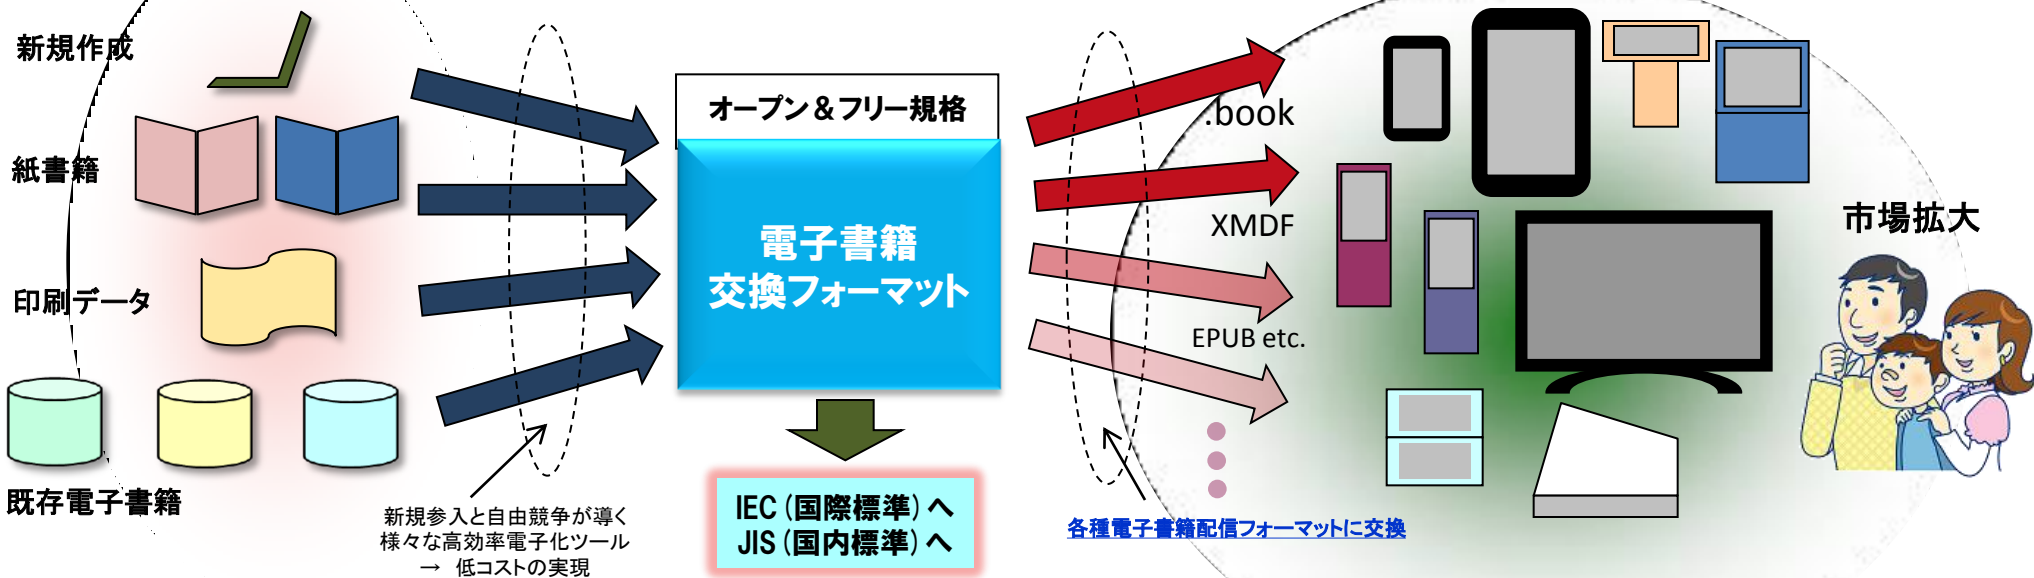 新規作成
紙書籍
印刷データ
既存電子書籍
新規参入と自由競争が導く
様々な高効率電子化ツール
→ 低コストの実現
オープン＆フリー規格
電子書籍
交換フォーマット
IEC（国際標準）へ
JIS（国内標準）へ
.book
XMDF
EPUB etc.
各種電子書籍配信フォーマットに交換
市場拡大